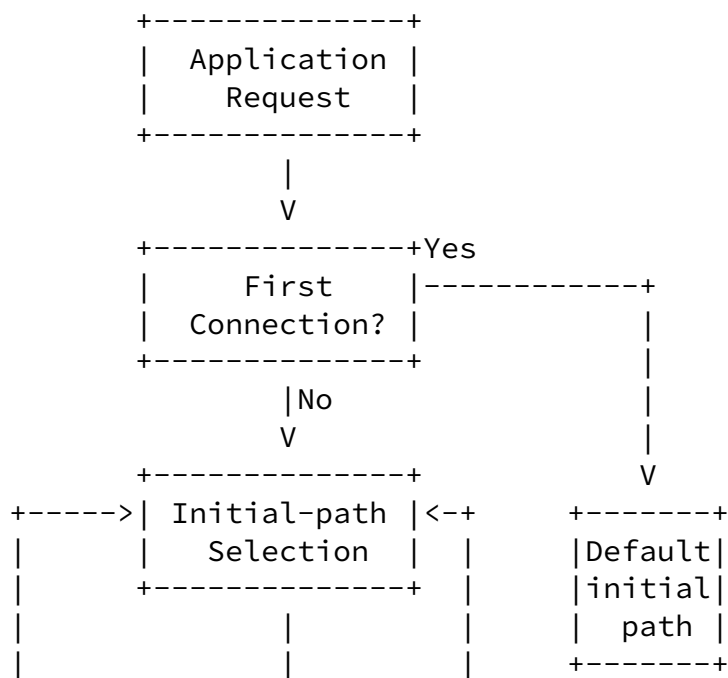 +--------------+
|  Application |
|    Request   |
+--------------+
|
V
+--------------+Yes
|     First    |------------+
|  Connection? |            |
+--------------+            |
|No                  |
V                    |
+--------------+            V
+----->| Initial-path |<-+     +-------+
|      |   Selection  |  |     |Default|
|      +--------------+  |     |initial|
|              |         |     |  path |
|              |         |     +-------+